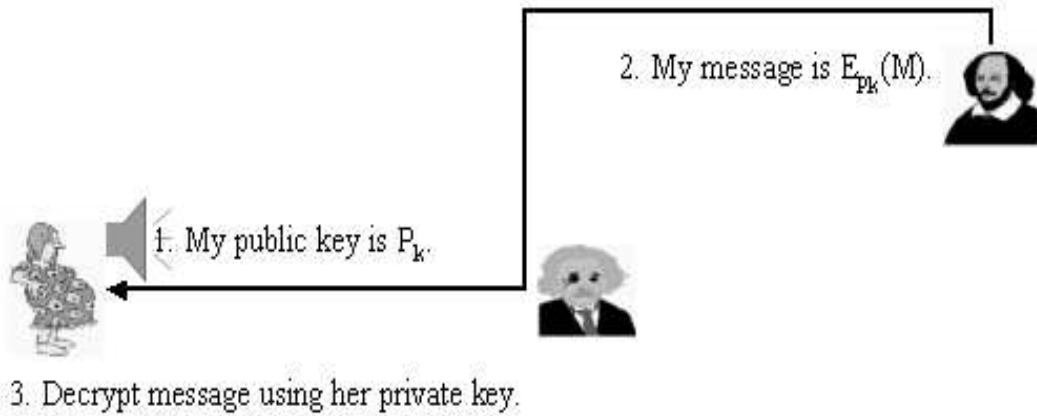 2. My message is E_Pk(M).
1. My public key is P_k.
3. Decrypt message using her private key.